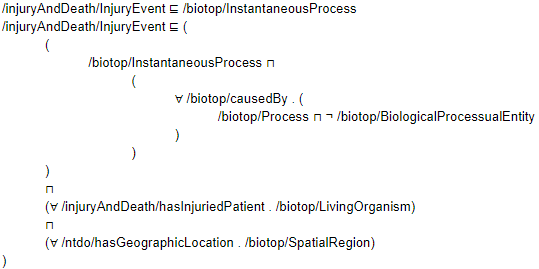 /injuryAndDeath/InjuryEvent ⊑ /biotop/InstantaneousProcess
/injuryAndDeath/InjuryEvent ⊑ (
(
/biotop/InstantaneousProcess ⊓
(
∀ /biotop/causedBy . (
/biotop/Process ⊓ ¬ /biotop/BiologicalProcessualEntity
)
)
)
⊓
(∀ /injuryAndDeath/hasInjuriedPatient . /biotop/LivingOrganism)
⊓
(∀ /ntdo/hasGeographicLocation . /biotop/SpatialRegion)
)